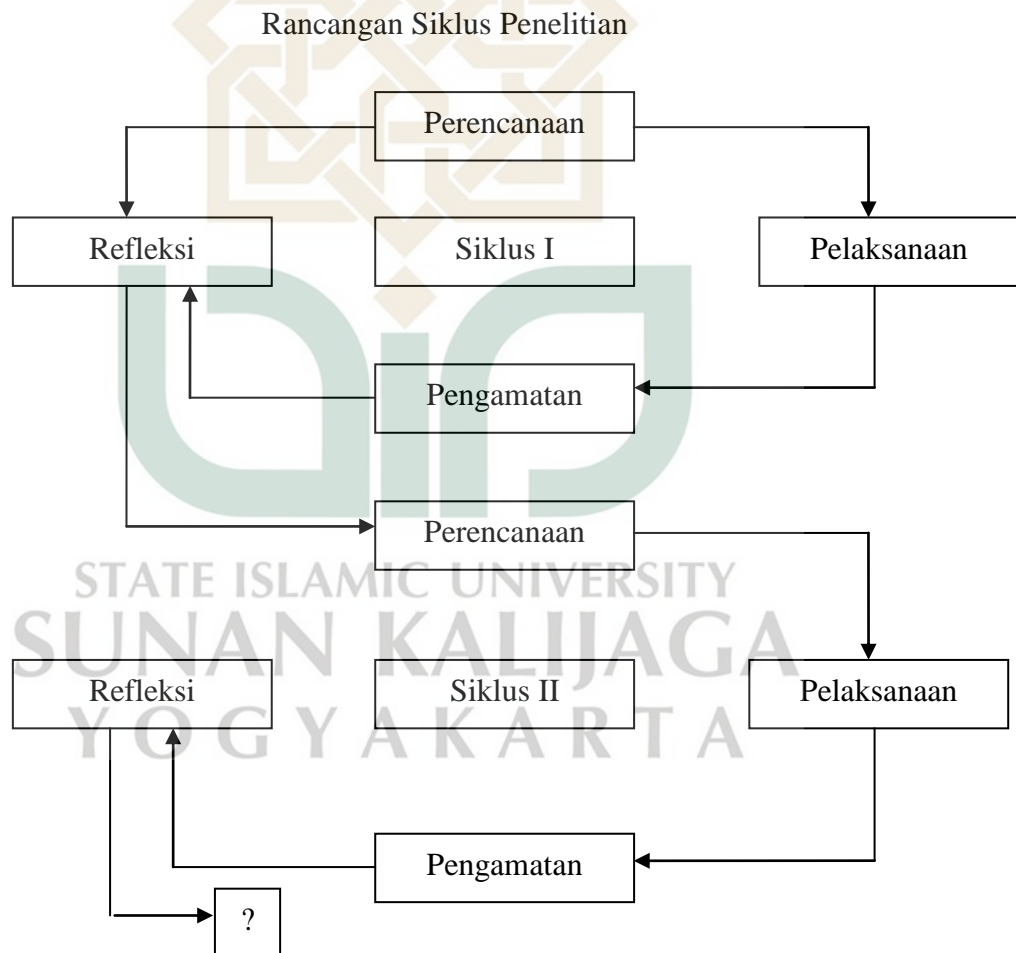 Rancangan Siklus Penelitian
Perencanaan
Refleksi
Siklus I
Pelaksanaan
Pengamatan
Perencanaan
STATE ISLAMIC UNIVERSITY
SUNAN KALIJAGA
Refleksi
Siklus II
Pelaksanaan
YOGYAKARTA
Pengamatan
?